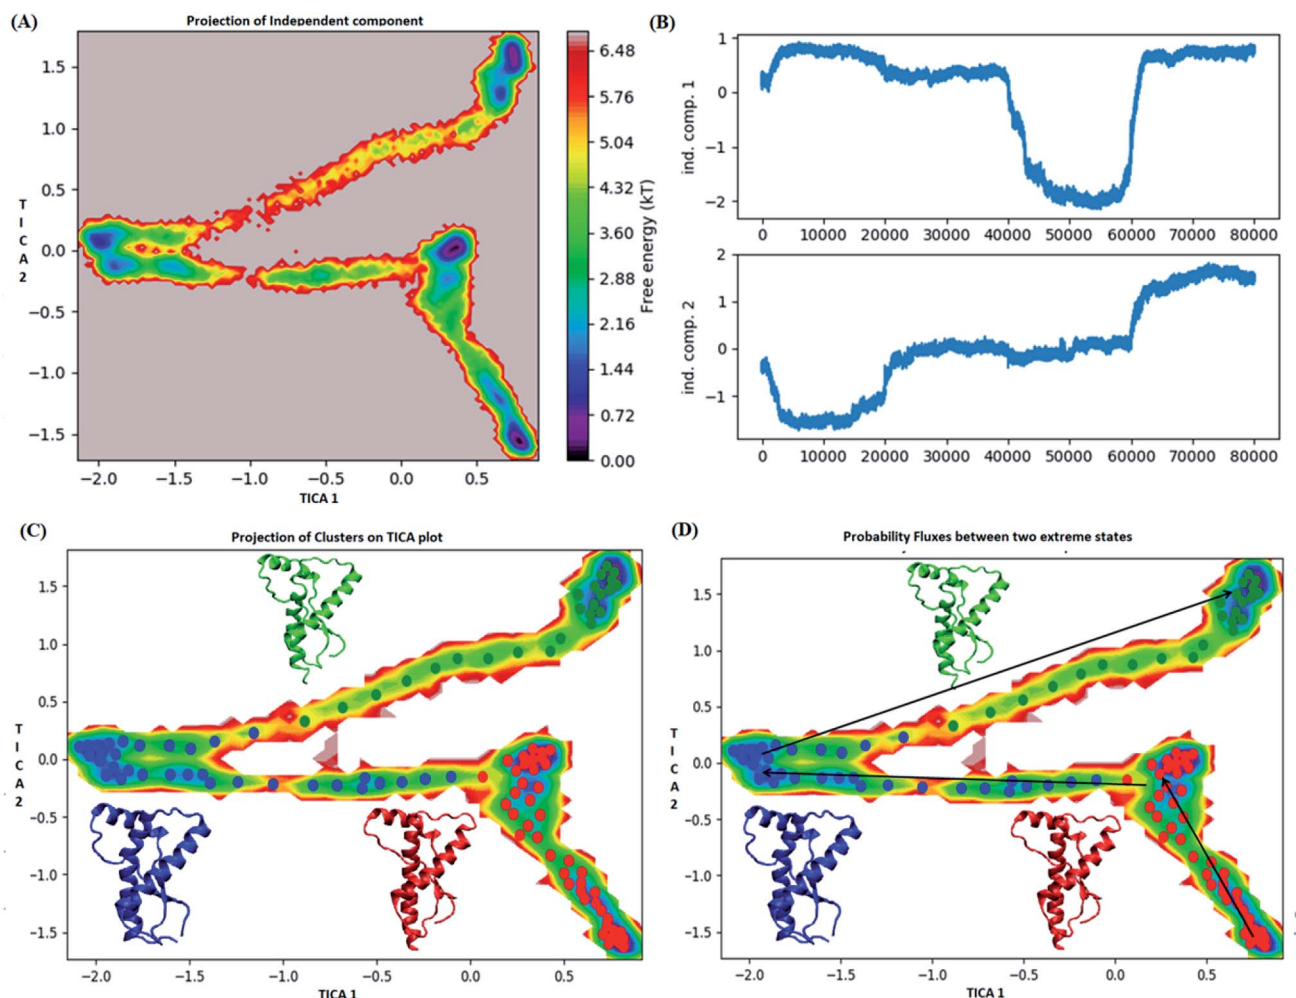 (A)
Projection of Independent component
1.5
1.0
0.5
0.0
−0.5
−1.0
−1.5
T
I
C
A
2
−2.0 −1.5 −1.0 −0.5 0.0 0.5
TICA 1
6.48
5.76
5.04
4.32
3.60
2.88
2.16
1.44
0.72
0.00
Free energy (kT)
(B)
1
0
−1
−2
ind. comp. 1
0 10000 20000 30000 40000 50000 60000 70000 80000
2
1
0
−1
ind. comp. 2
0 10000 20000 30000 40000 50000 60000 70000 80000
(C)
Projection of Clusters on TICA plot
1.5
1.0
0.5
0.0
−0.5
−1.0
−1.5
T
I
C
A
2
−2.0 −1.5 −1.0 −0.5 0.0 0.5
TICA 1
(D)
Probability Fluxes between two extreme states
1.5
1.0
0.5
0.0
−0.5
−1.0
−1.5
T
I
C
A
2
−2.0 −1.5 −1.0 −0.5 0.0 0.5
TICA 1